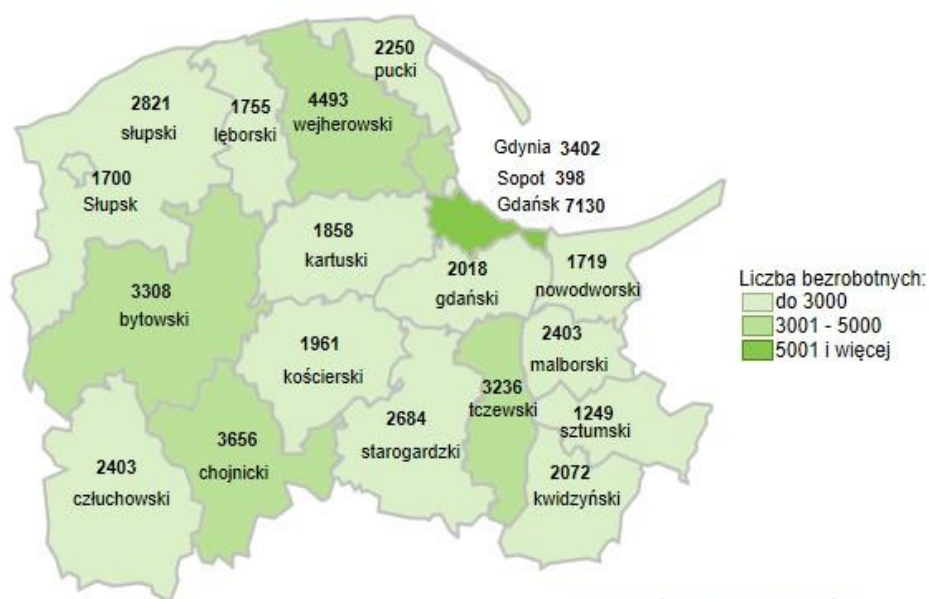 2250
pucki
2821
słupski
1755
lęborski
4493
wejherowski
Gdynia 3402
Sopot 398
Gdańsk 7130
1700
Słupsk
1858
kartuski
2018
gdański
1719
nowodworski
3308
bytowski
1961
kościerski
2403
malborski
3236
tczewski
1249
sztumski
2684
starogardzki
3656
chojnicki
2403
człuchowski
2072
kwidzyński
Liczba bezrobotnych:
do 3000
3001 - 5000
5001 i więcej